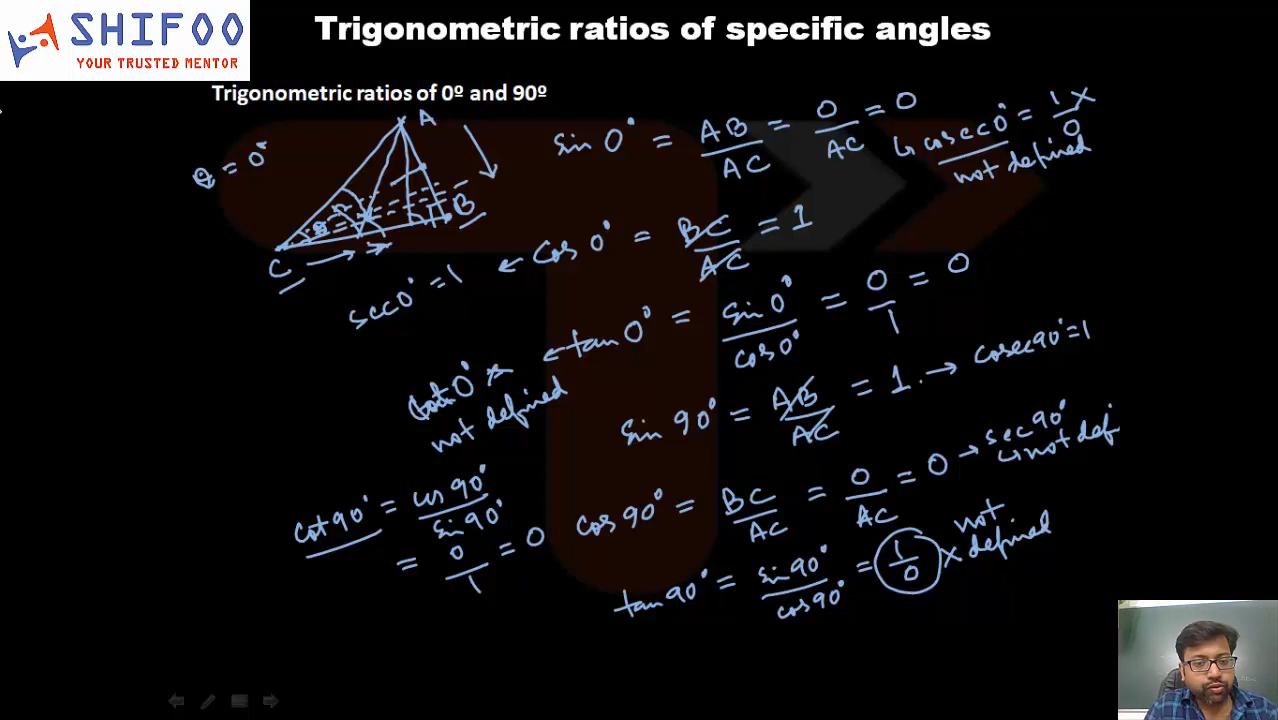 SHIFOO
YOUR TRUSTED MENTOR
Trigonometric ratios of specific angles
Trigonometric ratios of 0º and 90º
θ = 0°
A
B
C
sin 0° = AB/AC = 0/AC = 0
↳ cosec 0° = 1/0 ×
not defined
cos 0° = BC/AC = 1
sec 0° = 1 ←
tan 0° = sin 0°/cos 0° = 0/1 = 0
cot 0° ←
not defined
sin 90° = AB/AC = 1. → cosec 90° = 1
cos 90° = BC/AC = 0/AC = 0 → sec 90°
↳ not defi
cot 90° = cos 90°/sin 90°
= 0/1 = 0
tan 90° = sin 90°/cos 90° = 1/0 × not defined